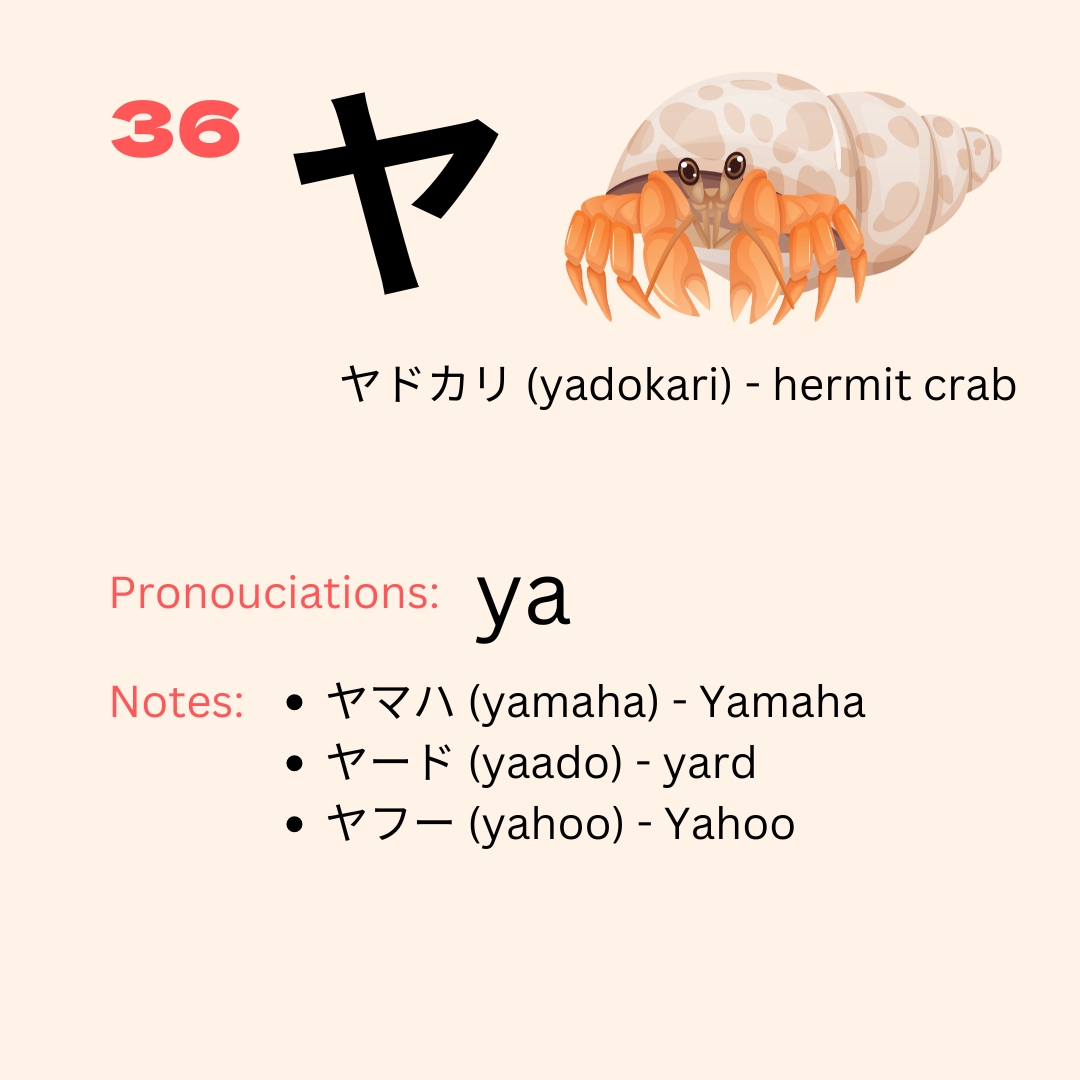 36 ヤ
ヤドカリ (yadokari) - hermit crab
Pronouciations: ya
Notes: • ヤマハ (yamaha) - Yamaha
• ヤード (yaado) - yard
• ヤフー (yahoo) - Yahoo